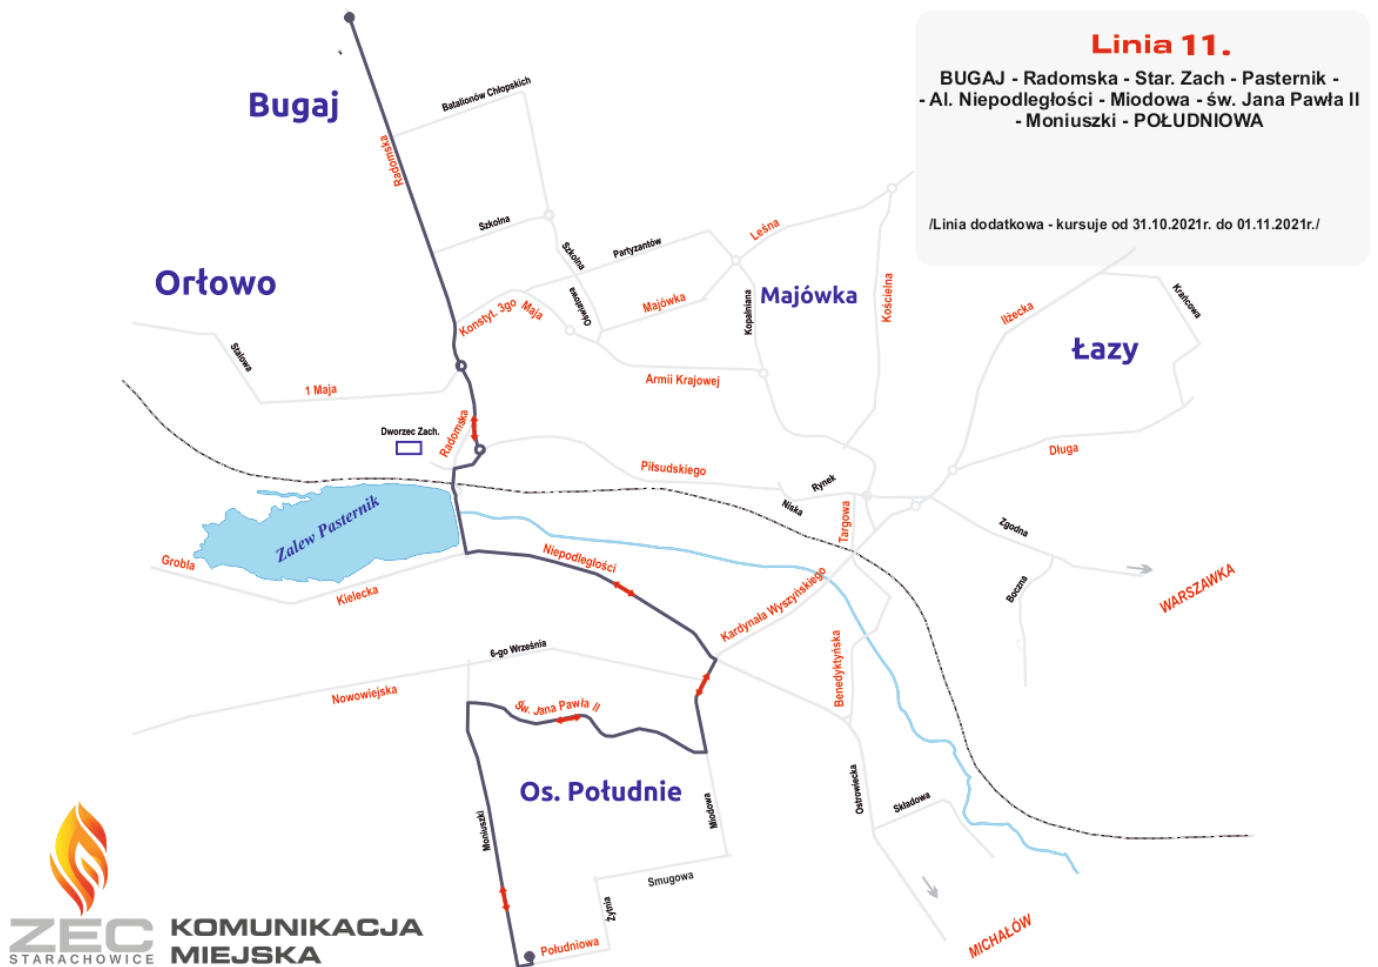 Linia 11.
BUGAJ - Radomska - Star. Zach - Pasternik -
- Al. Niepodległości - Miodowa - św. Jana Pawła II
- Moniuszki - POŁUDNIOWA
/Linia dodatkowa - kursuje od 31.10.2021r. do 01.11.2021r./
Bugaj
Batalionów Chłopskich
Radomska
Szkolna
Szkolna
Partyzantów
Leśna
Orłowo
Majówka
Kościelna
Krańcowa
Konstyt. 3go Maja
Oświatowa
Majówka
Kopalniana
Iłżecka
Łazy
Stalowa
1 Maja
Armii Krajowej
Dworzec Zach.
Radomska
Piłsudskiego
Rynek
Niska
Długa
Zalew Pasternik
Targowa
Zgodna
Grobla
Niepodległości
Kielecka
Kardynała Wyszyńskiego
Boczna
WARSZAWKA
6-go Września
Nowowiejska
Benedyktyńska
Św. Jana Pawła II
Os. Południe
Moniuszki
Miodowa
Ostrowiecka
Składowa
Smugowa
Żytnia
Południowa
MICHAŁÓW
ZEC
STARACHOWICE
KOMUNIKACJA
MIEJSKA